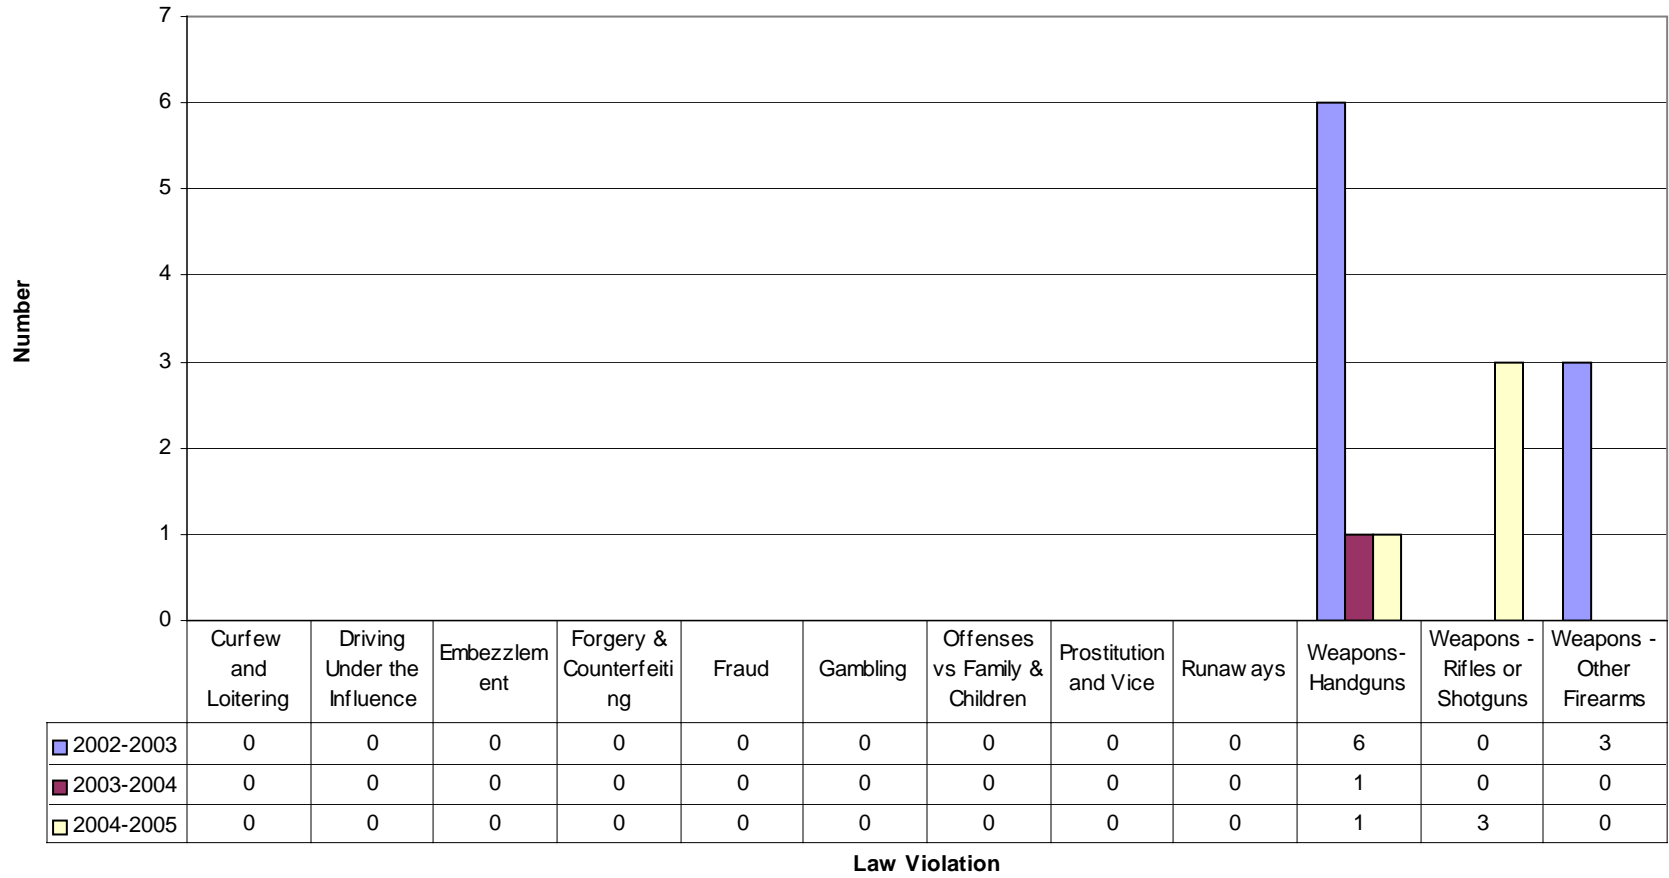 7
6
5
4
3
2
1
0
Number
Curfew
and
Loitering
Driving
Under the
Influence
Embezzlem
ent
Forgery &
Counterfeiti
ng
Fraud
Gambling
Offenses
vs Family &
Children
Prostitution
and Vice
Runaways
Weapons-
Handguns
Weapons -
Rifles or
Shotguns
Weapons -
Other
Firearms
2002-2003 0 0 0 0 0 0 0 0 0 6 0 3
2003-2004 0 0 0 0 0 0 0 0 0 1 0 0
2004-2005 0 0 0 0 0 0 0 0 0 1 3 0
Law Violation